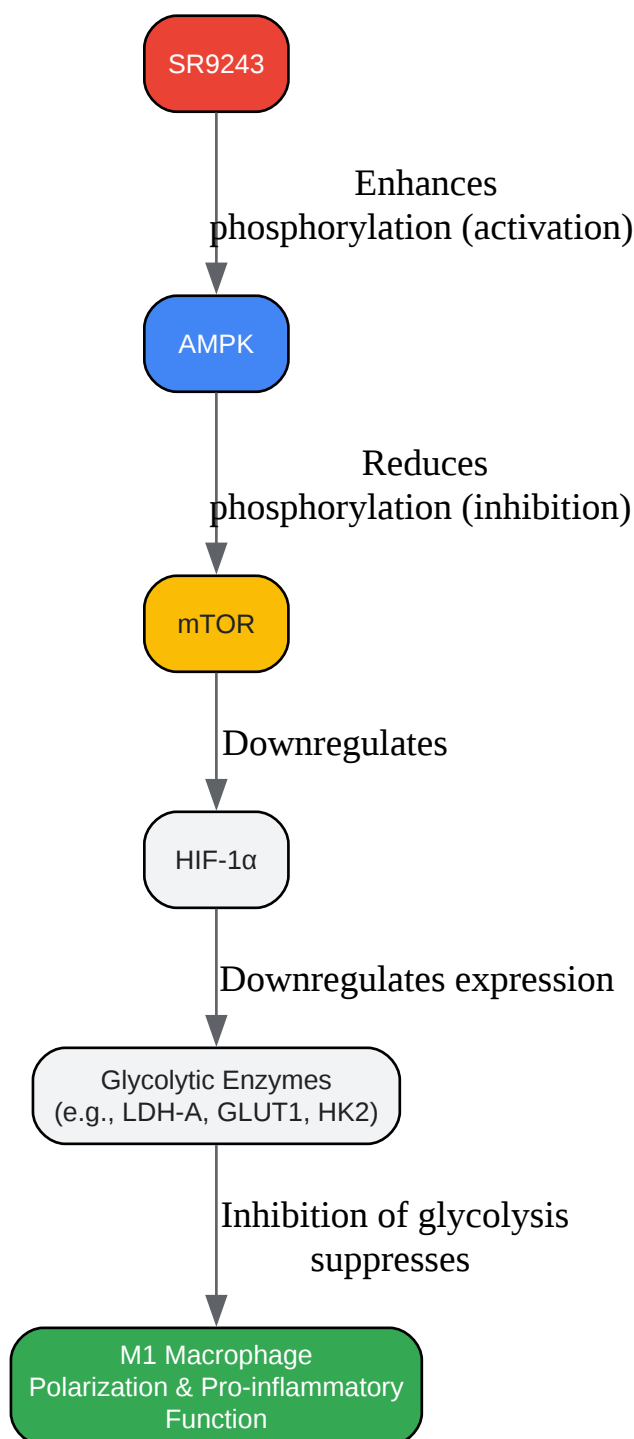 SR9243
Enhances
phosphorylation (activation)
AMPK
Reduces
phosphorylation (inhibition)
mTOR
Downregulates
HIF-1α
Downregulates expression
Glycolytic Enzymes
(e.g., LDH-A, GLUT1, HK2)
Inhibition of glycolysis
suppresses
M1 Macrophage
Polarization & Pro-inflammatory
Function